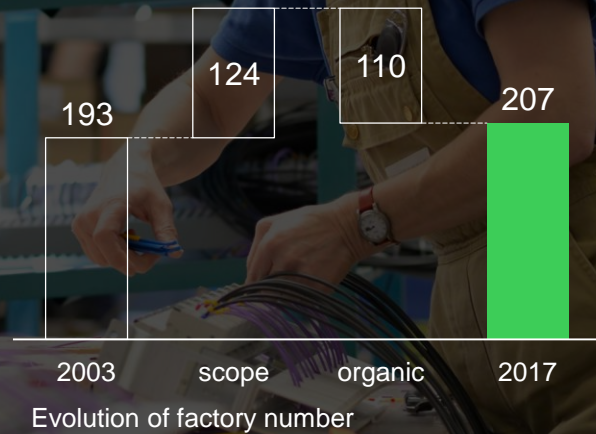 124
110
193
207
2003 scope organic 2017
Evolution of factory number